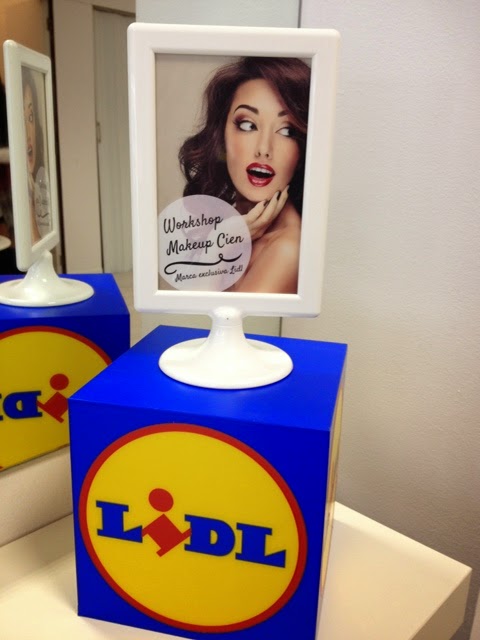 Workshop
Makeup Cien
Marca exclusiva Lidl
LIDL